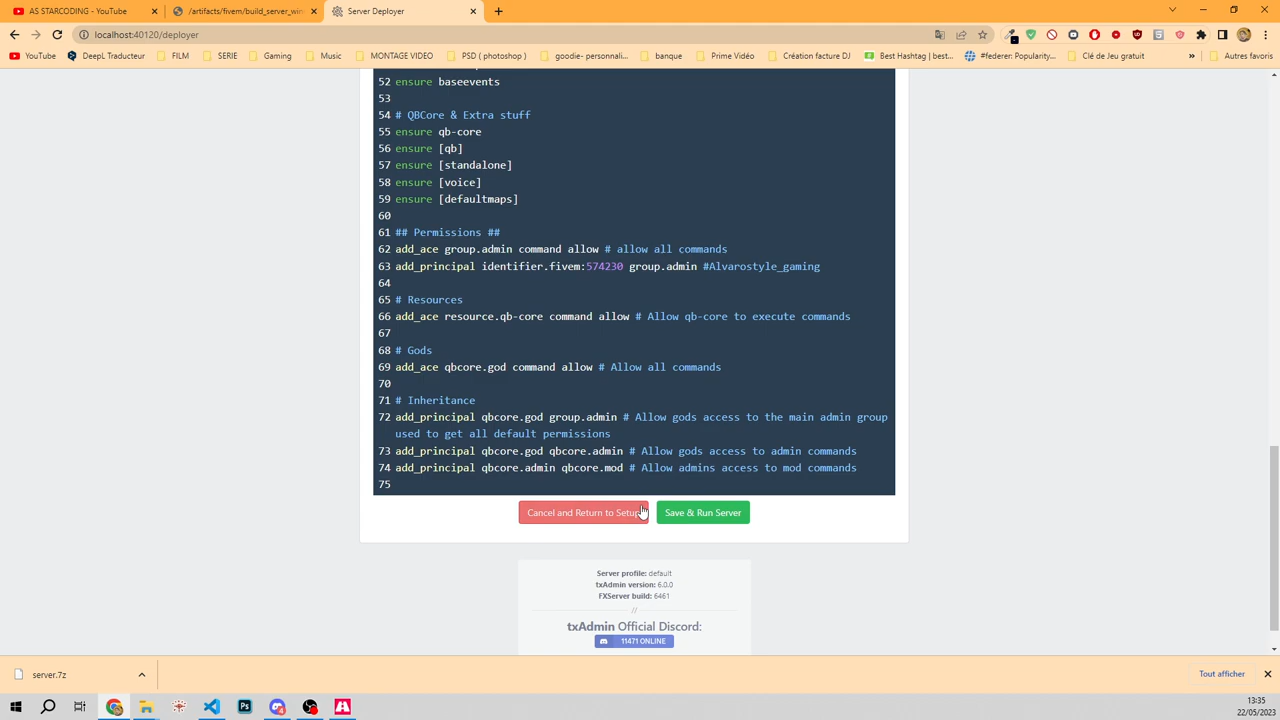 AS STARCODING - YouTube
/artifacts/fivem/build_server_win
Server Deployer
localhost:40120/deployer
YouTube
DeepL Traducteur
FILM
SERIE
Gaming
Music
MONTAGE VIDEO
PSD ( photoshop )
goodie- personnali...
banque
Prime Vidéo
Création facture DJ
Best Hashtag | best...
#federer: Popularity...
Clé de Jeu gratuit
»
Autres favoris
52 ensure baseevents
53
54 # QBCore & Extra stuff
55 ensure qb-core
56 ensure [qb]
57 ensure [standalone]
58 ensure [voice]
59 ensure [defaultmaps]
60
61 ## Permissions ##
62 add_ace group.admin command allow # allow all commands
63 add_principal identifier.fivem:574230 group.admin #Alvarostyle_gaming
64
65 # Resources
66 add_ace resource.qb-core command allow # Allow qb-core to execute commands
67
68 # Gods
69 add_ace qbcore.god command allow # Allow all commands
70
71 # Inheritance
72 add_principal qbcore.god group.admin # Allow gods access to the main admin group
used to get all default permissions
73 add_principal qbcore.god qbcore.admin # Allow gods access to admin commands
74 add_principal qbcore.admin qbcore.mod # Allow admins access to mod commands
75
Cancel and Return to Setup
Save & Run Server
Server profile: default
txAdmin version: 6.0.0
FXServer build: 6461
//
txAdmin Official Discord:
11471 ONLINE
server.7z
Tout afficher
13:35
22/05/2023